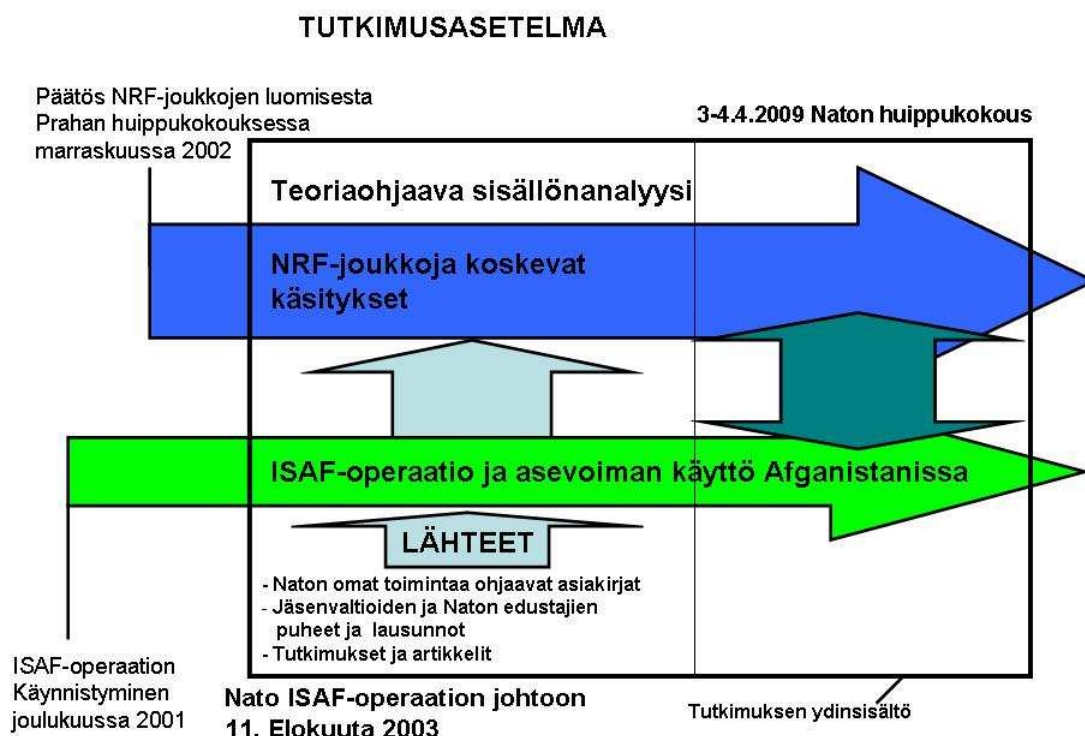 TUTKIMUSASETELMA
Päätös NRF-joukkojen luomisesta
Prahan huippukokouksessa
marraskuussa 2002
3-4.4.2009 Naton huippukokous
Teoriaohjaava sisällönanalyysi
NRF-joukkoja koskevat
käsitykset
ISAF-operaatio ja asevoiman käyttö Afganistanissa
LÄHTEET
- Naton omat toimintaa ohjaavat asiakirjat
- Jäsenvaltioiden ja Naton edustajien
puheet ja lausunnot
- Tutkimukset ja artikkelit
ISAF-operaation
Käynnistyminen
joulukuussa 2001
Nato ISAF-operaation johtoon
11. Elokuuta 2003
Tutkimuksen ydinsisältö